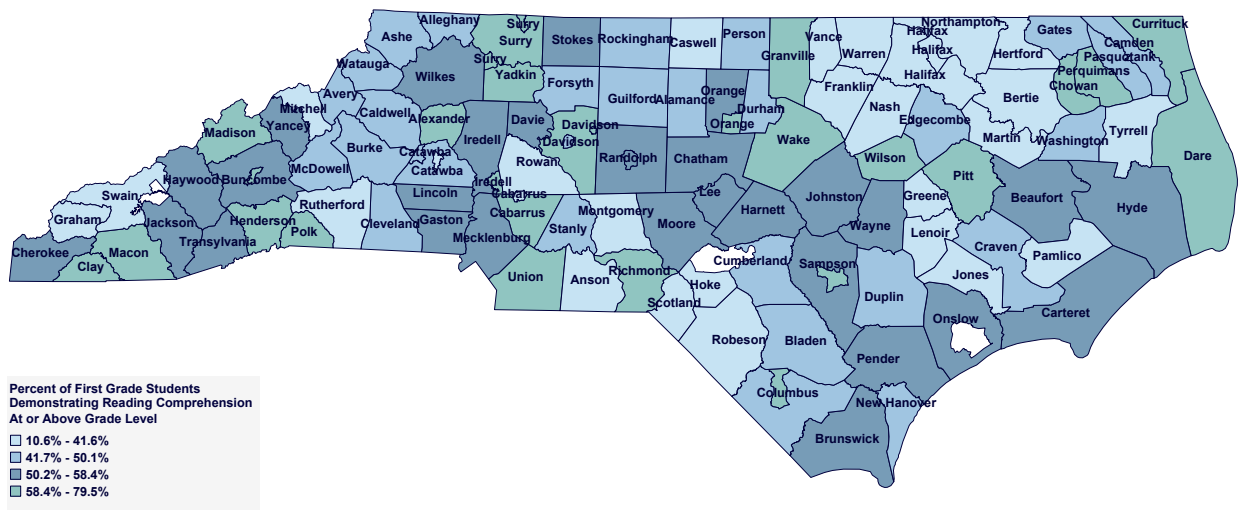 Alleghany
Surry
Northampton
Currituck
Ashe
Surry
Stokes
Rockingham
Caswell
Person
Vance
Halifax
Gates
Camden
Watauga
Surry
Granville
Warren
Halifax
Hertford
Pasquotank
Wilkes
Yadkin
Forsyth
Halifax
Perquimans
Avery
Orange
Franklin
Chowan
Mitchell
Caldwell
Alexander
Davie
Davidson
Guilford
Alamance
Durham
Nash
Edgecombe
Bertie
Madison
Yancey
Iredell
Davidson
Orange
Wake
Martin
Washington
Tyrrell
Burke
Catawba
Catawba
Rowan
Randolph
Chatham
Wilson
Dare
McDowell
Haywood
Buncombe
Iredell
Pitt
Swain
Rutherford
Lincoln
Cabarrus
Lee
Johnston
Greene
Beaufort
Hyde
Graham
Jackson
Henderson
Polk
Cleveland
Gaston
Cabarrus
Montgomery
Moore
Harnett
Wayne
Lenoir
Transylvania
Mecklenburg
Stanly
Cherokee
Macon
Craven
Pamlico
Clay
Union
Anson
Richmond
Cumberland
Sampson
Jones
Hoke
Scotland
Duplin
Onslow
Carteret
Robeson
Bladen
Pender
Columbus
New Hanover
Brunswick
Percent of First Grade Students
Demonstrating Reading Comprehension
At or Above Grade Level
10.6% - 41.6%
41.7% - 50.1%
50.2% - 58.4%
58.4% - 79.5%